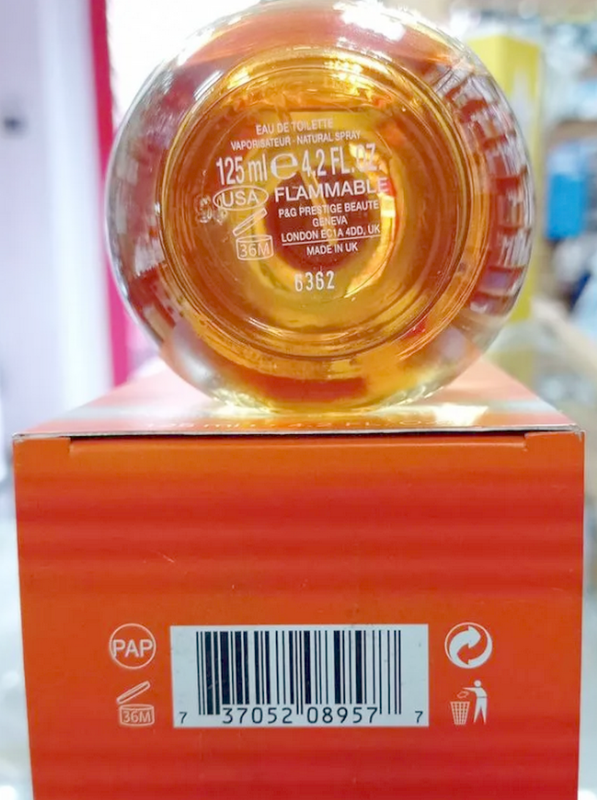 EAU DE TOILETTE
VAPORISATEUR · NATURAL SPRAY
125 ml e 4.2 FL.OZ.
USA FLAMMABLE
P&G PRESTIGE BEAUTE
GENEVA
LONDON EC1A 4DD, UK
36M MADE IN UK
6362
PAP
36M
7 37052 08957 7